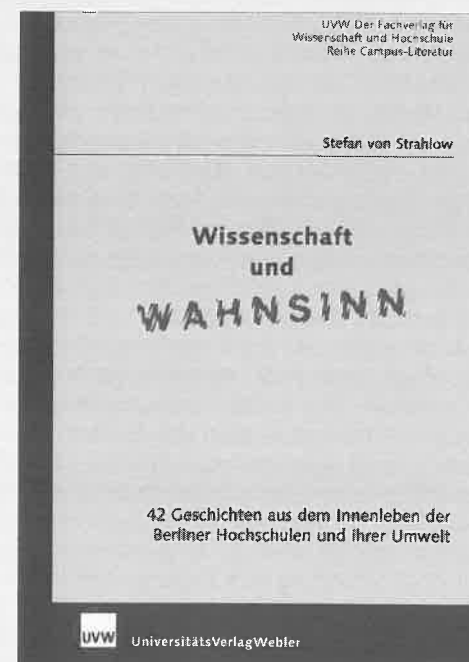 UVW Der Fachverlag für
Wissenschaft und Hochschule
Reihe Campus-Literatur
Stefan von Strahlow
Wissenschaft
und
WAHNSINN
42 Geschichten aus dem Innenleben der
Berliner Hochschulen und ihrer Umwelt
UVW UniversitätsVerlagWebler